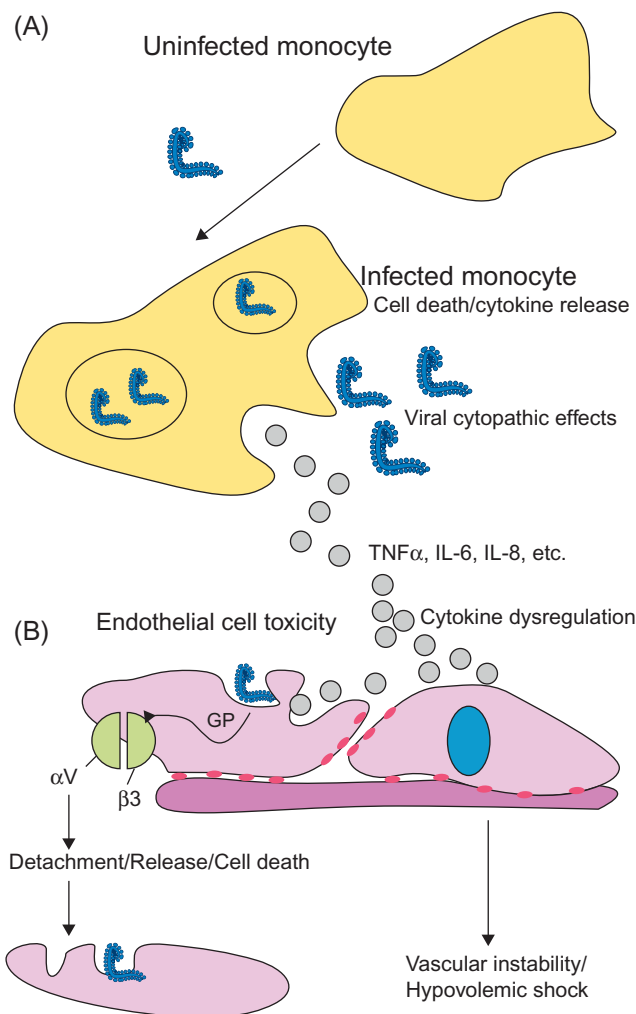 (A)
Uninfected monocyte
Infected monocyte
Cell death/cytokine release
Viral cytopathic effects
TNFα, IL-6, IL-8, etc.
Cytokine dysregulation
(B)
Endothelial cell toxicity
GP
αV
β3
Detachment/Release/Cell death
Vascular instability/
Hypovolemic shock